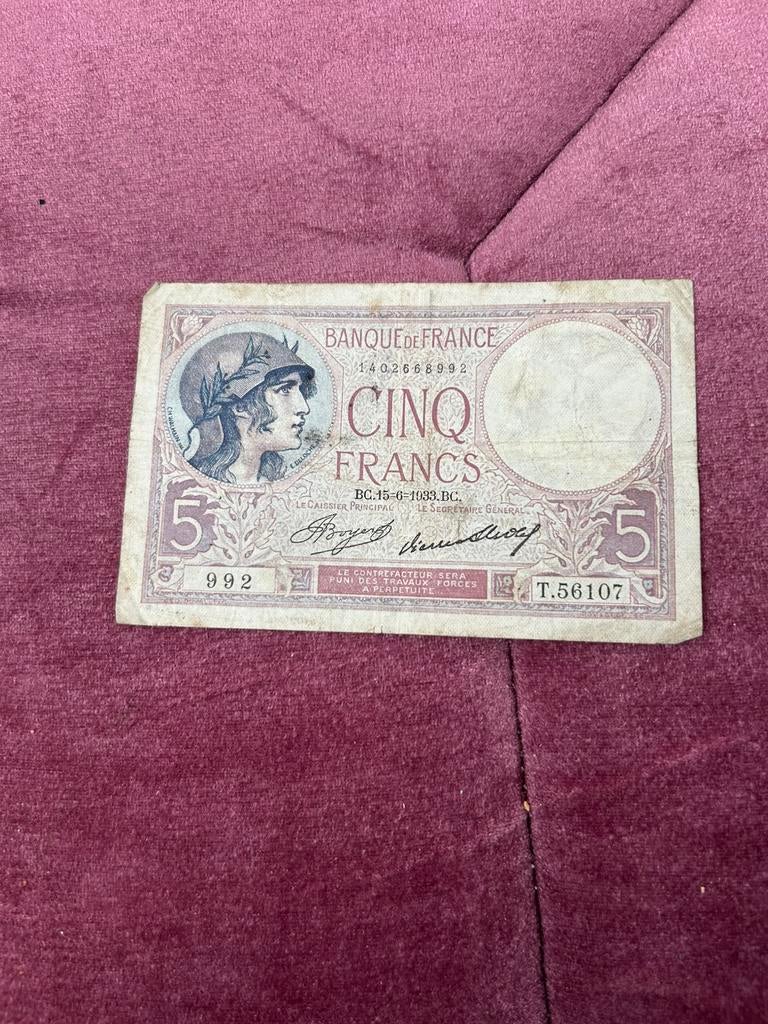 BANQUE DE FRANCE
1402668992
CINQ
FRANCS
BC.15-6-1933.BC.
LE CAISSIER PRINCIPAL LE SECRÉTAIRE GÉNÉRAL
5 5
LE CONTREFACTEUR SERA
PUNI DES TRAVAUX FORCÉS
A PERPÉTUITÉ
992 T.56107